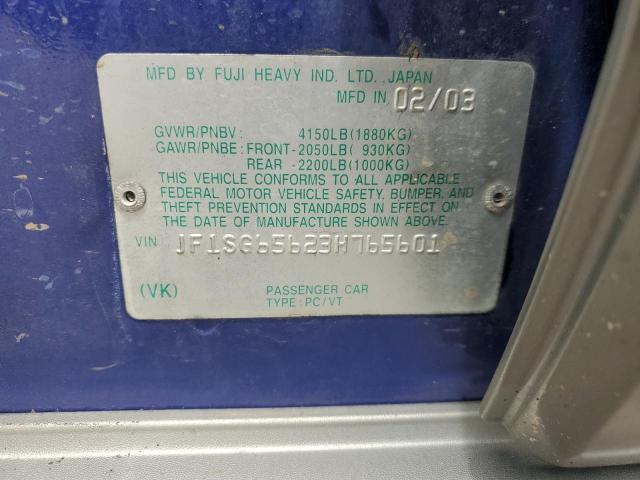 MFD BY FUJI HEAVY IND. LTD., JAPAN
MFD IN 02/03
GVWR/PNBV: 4150LB(1880KG)
GAWR/PNBE: FRONT-2050LB( 930KG)
REAR -2200LB(1000KG)
THIS VEHICLE CONFORMS TO ALL APPLICABLE
FEDERAL MOTOR VEHICLE SAFETY, BUMPER, AND
THEFT PREVENTION STANDARDS IN EFFECT ON
THE DATE OF MANUFACTURE SHOWN ABOVE.
VIN JF1SG65623H765601
(VK) PASSENGER CAR
TYPE: PC/VT